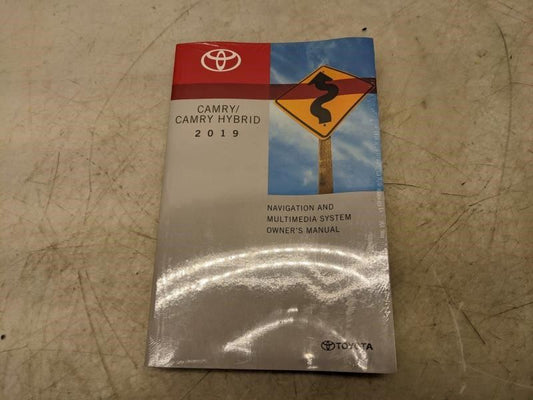 CAMRY/
CAMRY HYBRID
2019
NAVIGATION AND
MULTIMEDIA SYSTEM
OWNER'S MANUAL
TOYOTA